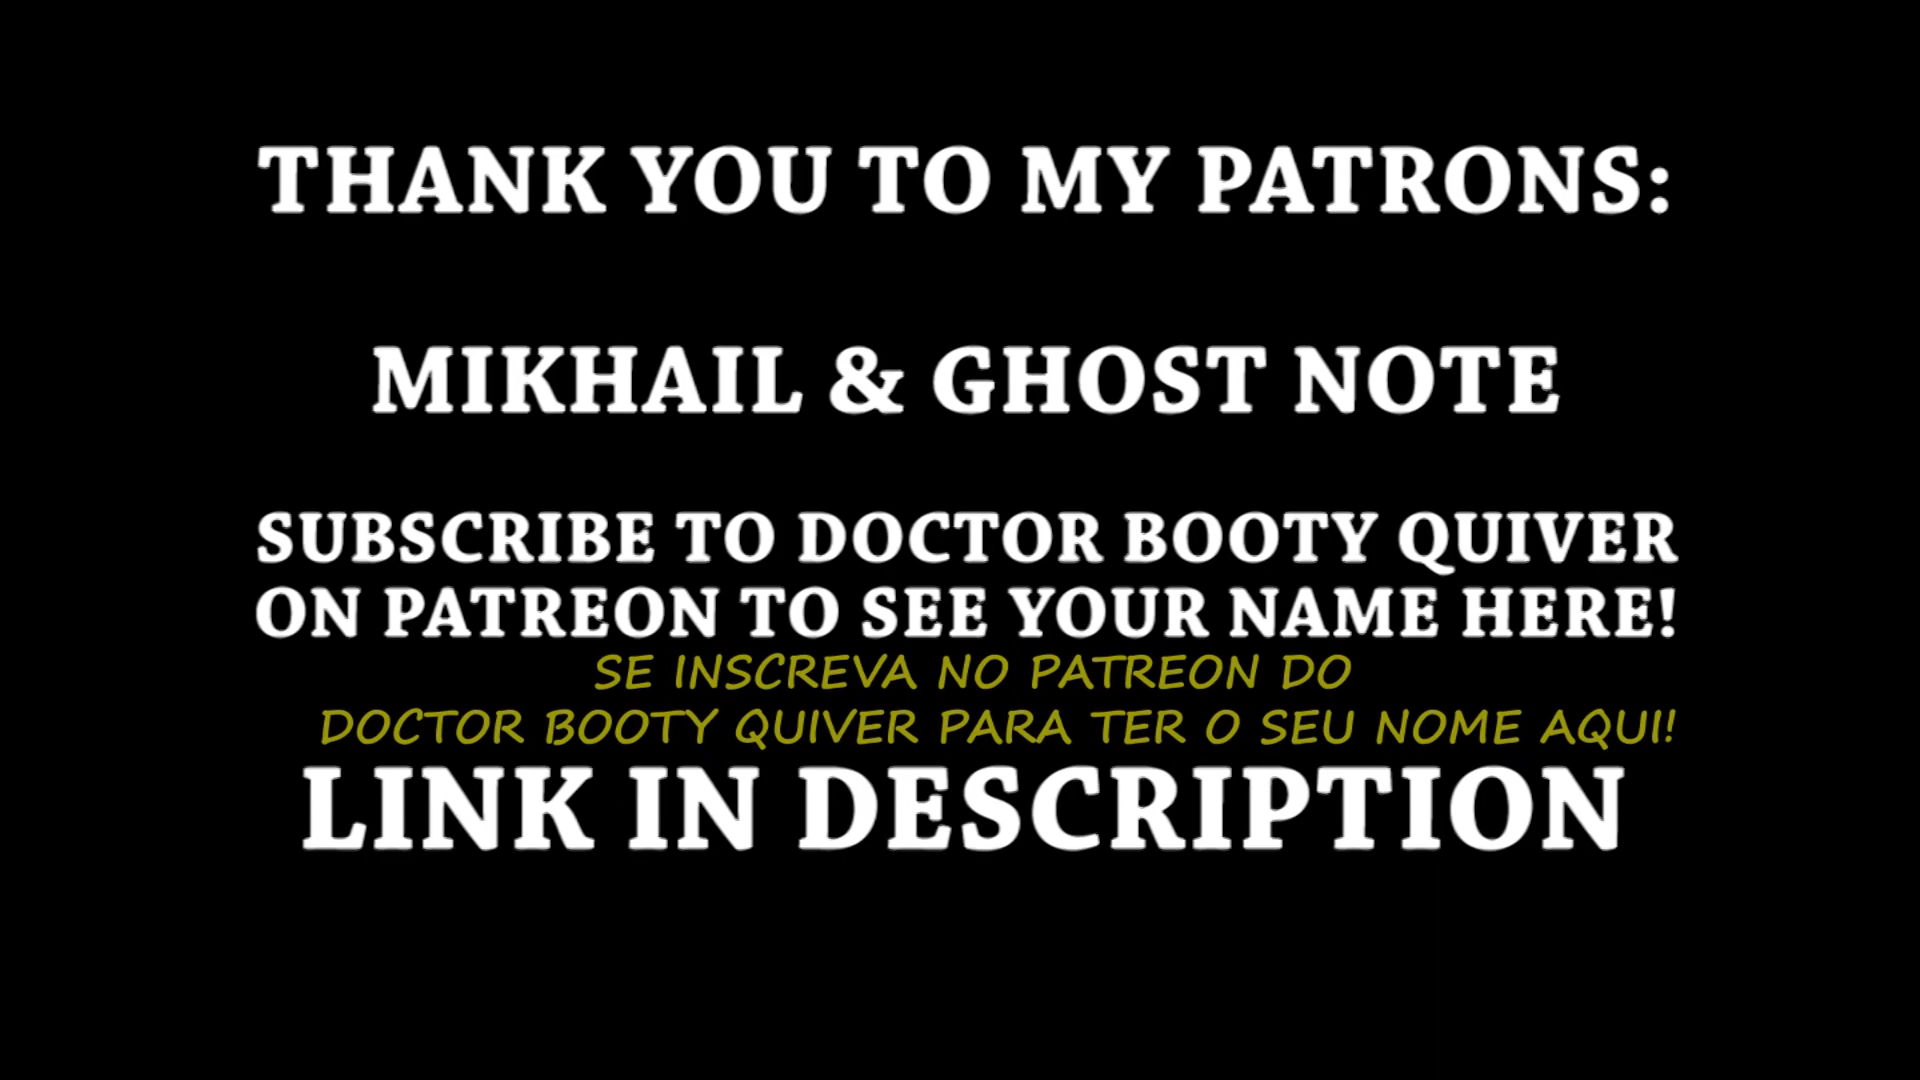 THANK YOU TO MY PATRONS:
MIKHAIL & GHOST NOTE
SUBSCRIBE TO DOCTOR BOOTY QUIVER
ON PATREON TO SEE YOUR NAME HERE!
SE INSCREVA NO PATREON DO
DOCTOR BOOTY QUIVER PARA TER O SEU NOME AQUI!
LINK IN DESCRIPTION